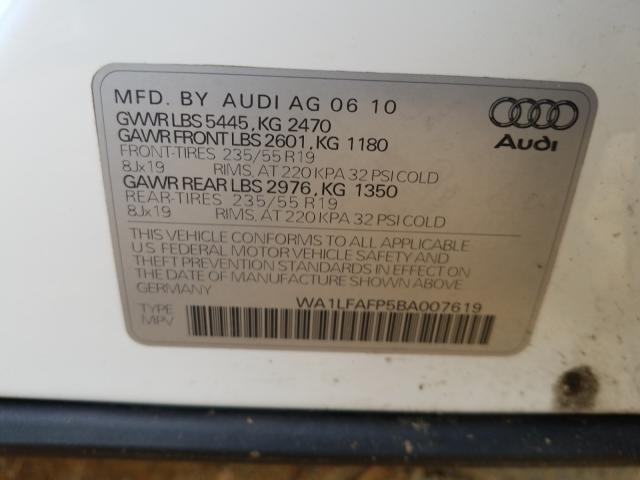 MFD. BY AUDI AG 06 10
GVWR LBS 5445, KG 2470
GAWR FRONT LBS 2601, KG 1180
FRONT-TIRES 235/55 R19
8Jx19 RIMS, AT 220 KPA 32 PSI COLD
GAWR REAR LBS 2976, KG 1350
REAR-TIRES 235/55 R19
8Jx19 RIMS, AT 220 KPA 32 PSI COLD
THIS VEHICLE CONFORMS TO ALL APPLICABLE
U.S. FEDERAL MOTOR VEHICLE SAFETY AND
THEFT PREVENTION STANDARDS IN EFFECT ON
THE DATE OF MANUFACTURE SHOWN ABOVE
GENERAL
WA1LFAFP5BA007619
TYPE
MPV
Audi